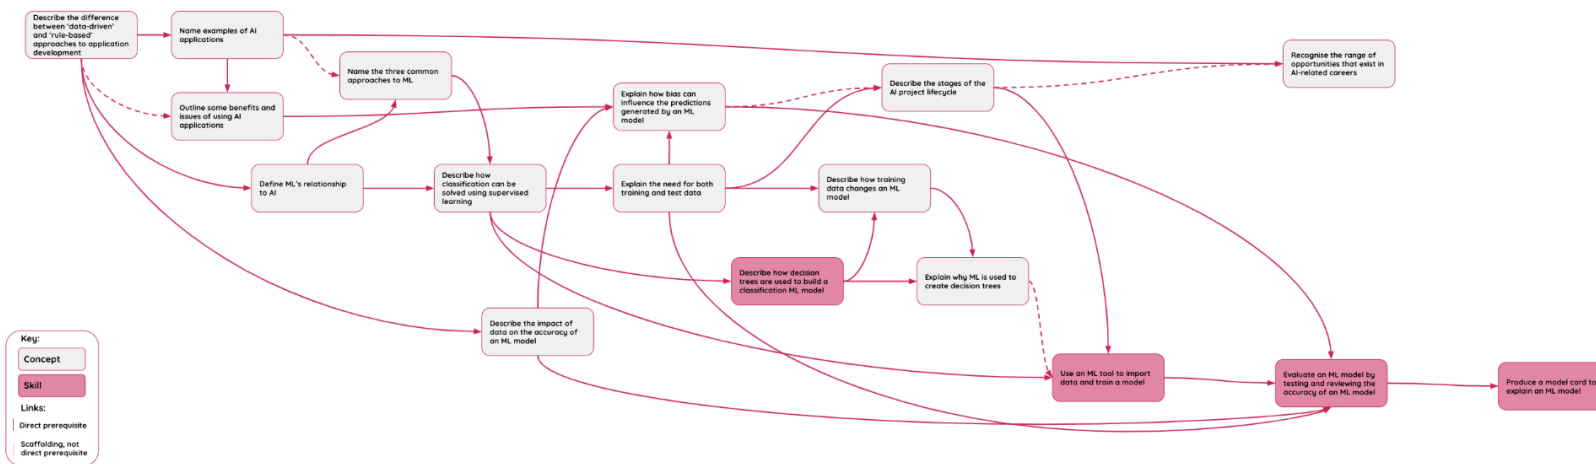 Describe the difference
between 'data-driven'
and 'rule-based'
approaches to application
development
Name examples of AI
applications
Name the three common
approaches to ML
Outline some benefits and
issues of using AI
applications
Explain how bias can
influence the predictions
generated by an ML
model
Describe the stages of the
AI project lifecycle
Recognise the range of
opportunities that exist in
AI-related careers
Define ML's relationship
to AI
Describe how
classification can be
solved using supervised
learning
Explain the need for both
training and test data
Describe how training
data changes an ML
model
Describe how decision
trees are used to build a
classification ML model
Explain why ML is used to
create decision trees
Describe the impact of
data on the accuracy of
an ML model
Use an ML tool to import
data and train a model
Evaluate an ML model by
testing and reviewing the
accuracy of an ML model
Produce a model card to
explain an ML model
Key:
Concept
Skill
Links:
Direct prerequisite
Scaffolding, not
direct prerequisite